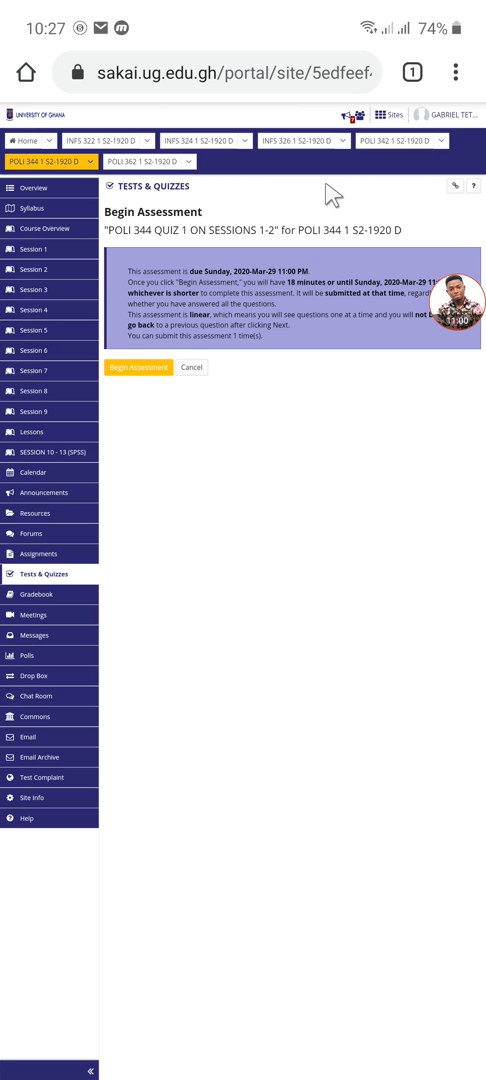 10:27 74%
sakai.ug.edu.gh/portal/site/5edfeef 1
UNIVERSITY OF GHANA Sites GABRIEL TET...
Home INFS 322 1 S2-1920 D INFS 324 1 S2-1920 D INFS 326 1 S2-1920 D POLI 342 1 S2-1920 D
POLI 344 1 S2-1920 D POLI 362 1 S2-1920 D
Overview
Syllabus
Course Overview
Session 1
Session 2
Session 3
Session 4
Session 5
Session 6
Session 7
Session 8
Session 9
Lessons
SESSION 10 - 13 (SPSS)
Calendar
Announcements
Resources
Forums
Assignments
Tests & Quizzes
Gradebook
Meetings
Messages
Polls
Drop Box
Chat Room
Commons
Email
Email Archive
Test Complaint
Site Info
Help
TESTS & QUIZZES ?
Begin Assessment
"POLI 344 QUIZ 1 ON SESSIONS 1-2" for POLI 344 1 S2-1920 D
This assessment is due Sunday, 2020-Mar-29 11:00 PM.
Once you click "Begin Assessment," you will have 18 minutes or until Sunday, 2020-Mar-29 11:
whichever is shorter to complete this assessment. It will be submitted at that time, regard
whether you have answered all the questions.
This assessment is linear, which means you will see questions one at a time and you will not
go back to a previous question after clicking Next.
You can submit this assessment 1 time(s).
11:00
Begin Assessment Cancel